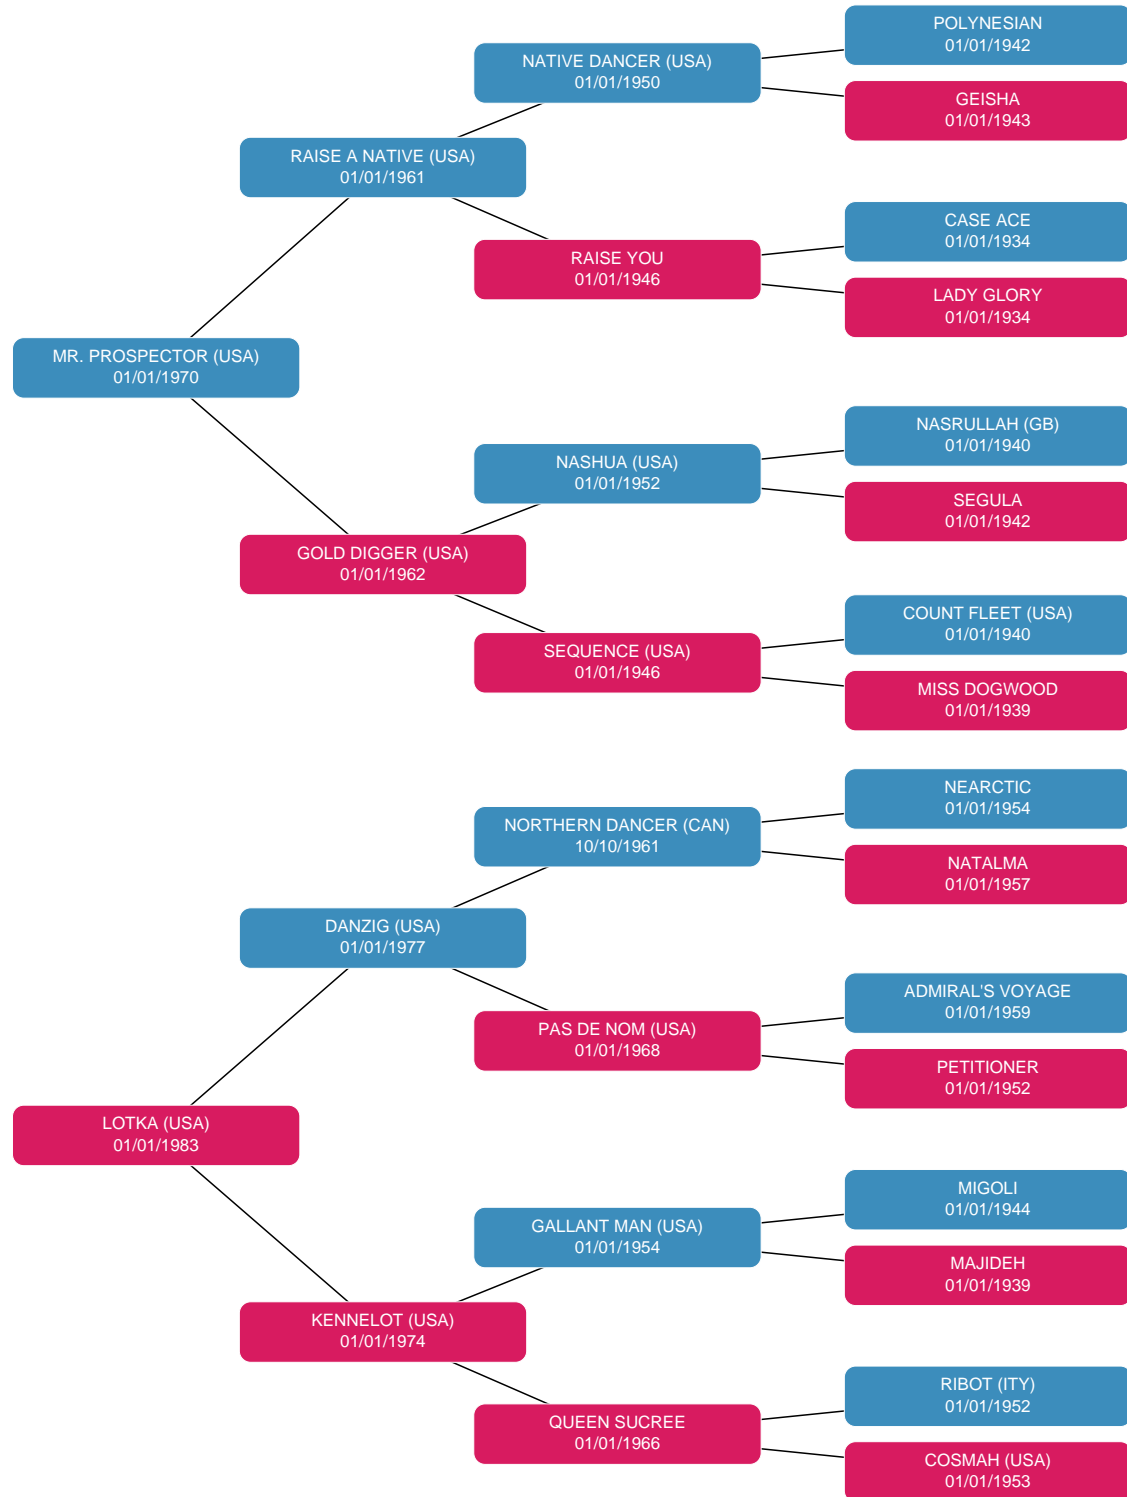 POLYNESIAN
01/01/1942
NATIVE DANCER (USA)
01/01/1950
GEISHA
01/01/1943
RAISE A NATIVE (USA)
01/01/1961
CASE ACE
01/01/1934
RAISE YOU
01/01/1946
LADY GLORY
01/01/1934
MR. PROSPECTOR (USA)
01/01/1970
NASRULLAH (GB)
01/01/1940
NASHUA (USA)
01/01/1952
SEGULA
01/01/1942
GOLD DIGGER (USA)
01/01/1962
COUNT FLEET (USA)
01/01/1940
SEQUENCE (USA)
01/01/1946
MISS DOGWOOD
01/01/1939
NEARCTIC
01/01/1954
NORTHERN DANCER (CAN)
10/10/1961
NATALMA
01/01/1957
DANZIG (USA)
01/01/1977
ADMIRAL'S VOYAGE
01/01/1959
PAS DE NOM (USA)
01/01/1968
PETITIONER
01/01/1952
LOTKA (USA)
01/01/1983
MIGOLI
01/01/1944
GALLANT MAN (USA)
01/01/1954
MAJIDEH
01/01/1939
KENNELOT (USA)
01/01/1974
RIBOT (ITY)
01/01/1952
QUEEN SUCREE
01/01/1966
COSMAH (USA)
01/01/1953